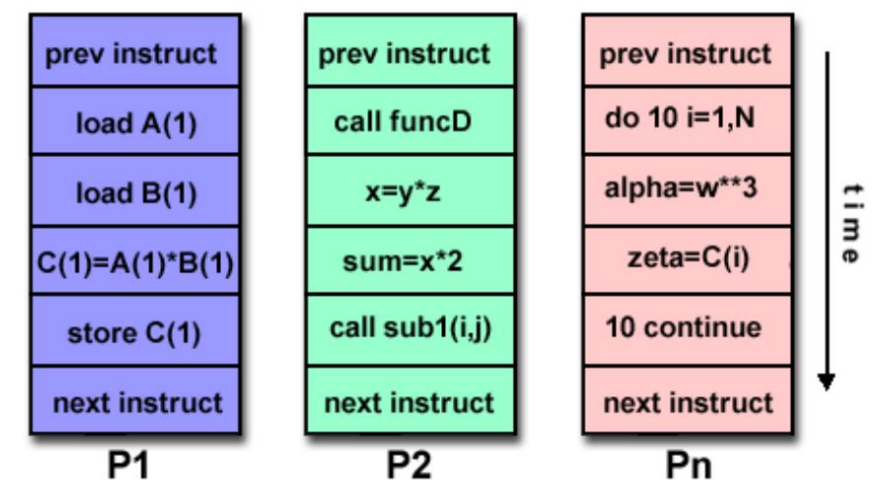 prev instruct
load A(1)
load B(1)
C(1)=A(1)*B(1)
store C(1)
next instruct
P1
prev instruct
call funcD
x=y*z
sum=x*2
call sub1(i,j)
next instruct
P2
prev instruct
do 10 i=1,N
alpha=w**3
zeta=C(i)
10 continue
next instruct
Pn
time